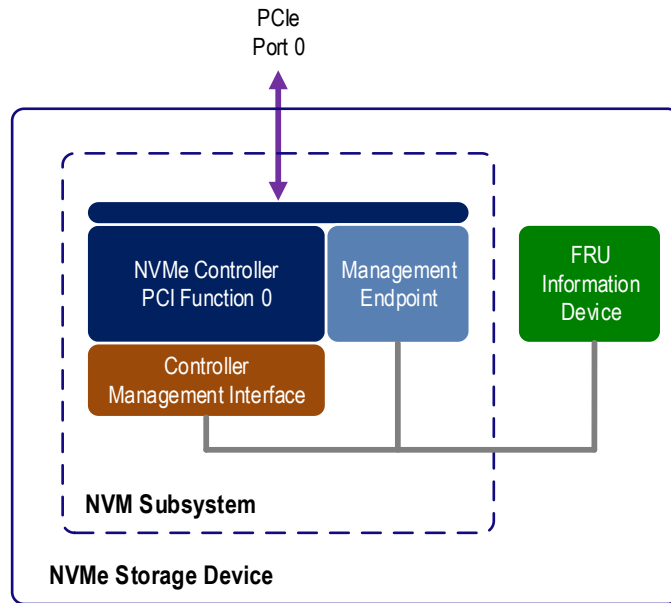 PCIe
Port 0
NVMe Controller
PCI Function 0
Management
Endpoint
FRU
Information
Device
Controller
Management Interface
NVM Subsystem
NVMe Storage Device